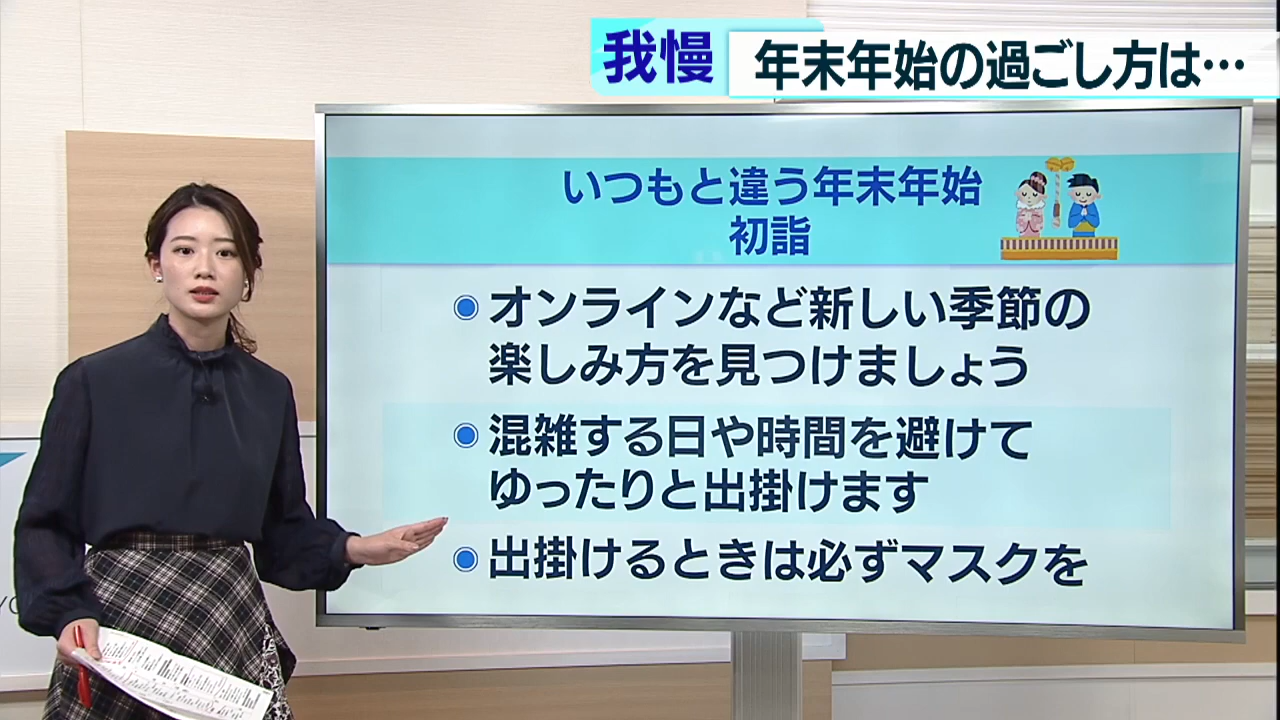 我慢
年末年始の過ごし方は…
いつもと違う年末年始
初詣
オンラインなど新しい季節の
楽しみ方を見つけましょう
混雑する日や時間を避けて
ゆったりと出掛けます
出掛けるときは必ずマスクを